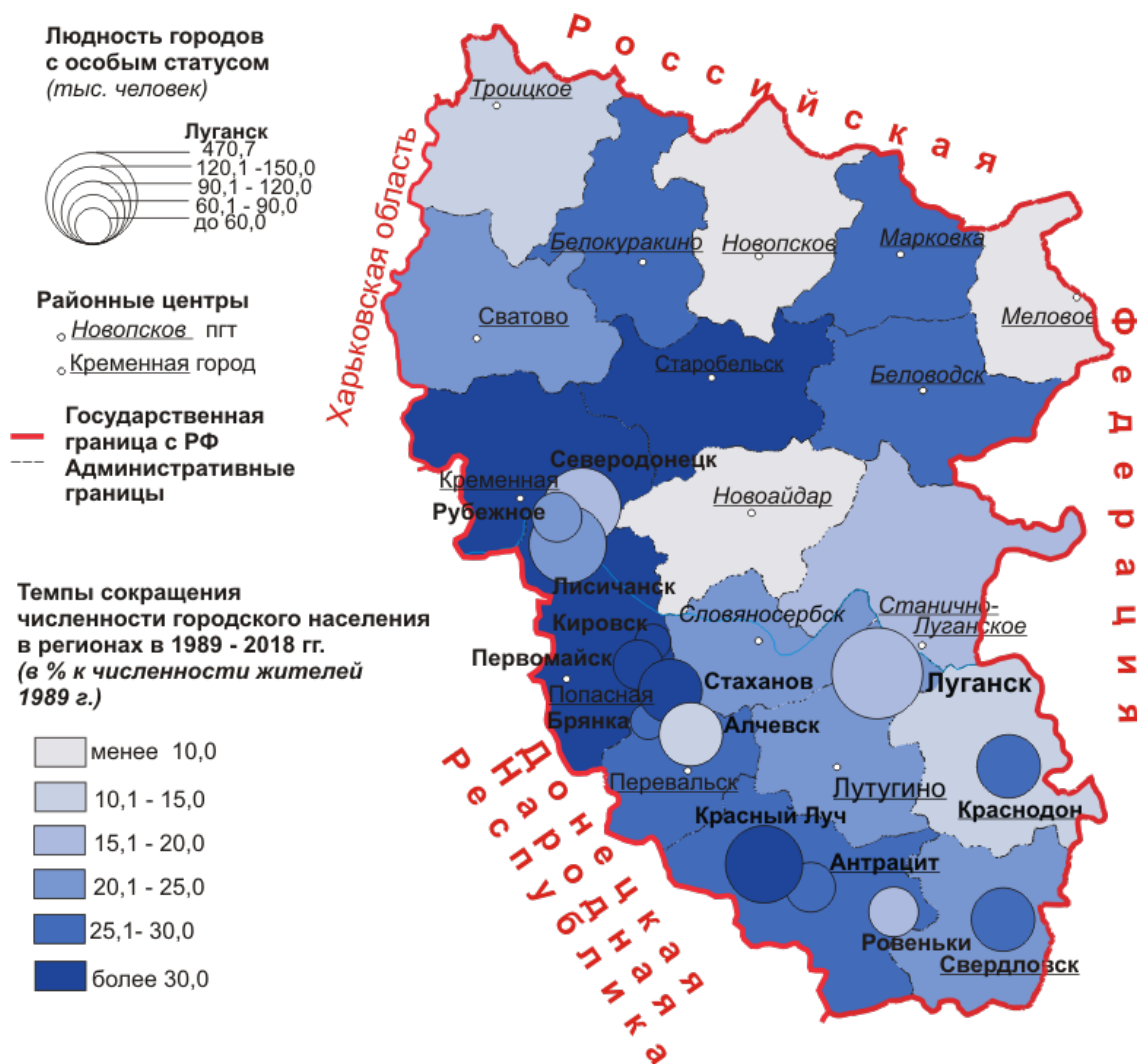 Людность городов
с особым статусом
(тыс. человек)
Луганск
470,7
120,1 -150,0
90,1 - 120,0
60,1 - 90,0
до 60,0
Районные центры
Новопсков пгт
Кременная город
Государственная
граница с РФ
Административные
границы
Темпы сокращения
численности городского населения
в регионах в 1989 - 2018 гг.
(в % к численности жителей
1989 г.)
менее 10,0
10,1 - 15,0
15,1 - 20,0
20,1 - 25,0
25,1- 30,0
более 30,0
Российская
Федерация
Харьковская область
Донецкая
Народная
Республика
Троицкое
Белокуракино
Новопсков
Марковка
Меловое
Сватово
Старобельск
Беловодск
Северодонецк
Кременная
Рубежное
Новоайдар
Лисичанск
Кировск
Словяносербск
Станично-
Луганское
Первомайск
Попасная
Стаханов
Луганск
Брянка
Алчевск
Перевальск
Лутугино
Краснодон
Красный Луч
Антрацит
Ровеньки
Свердловск